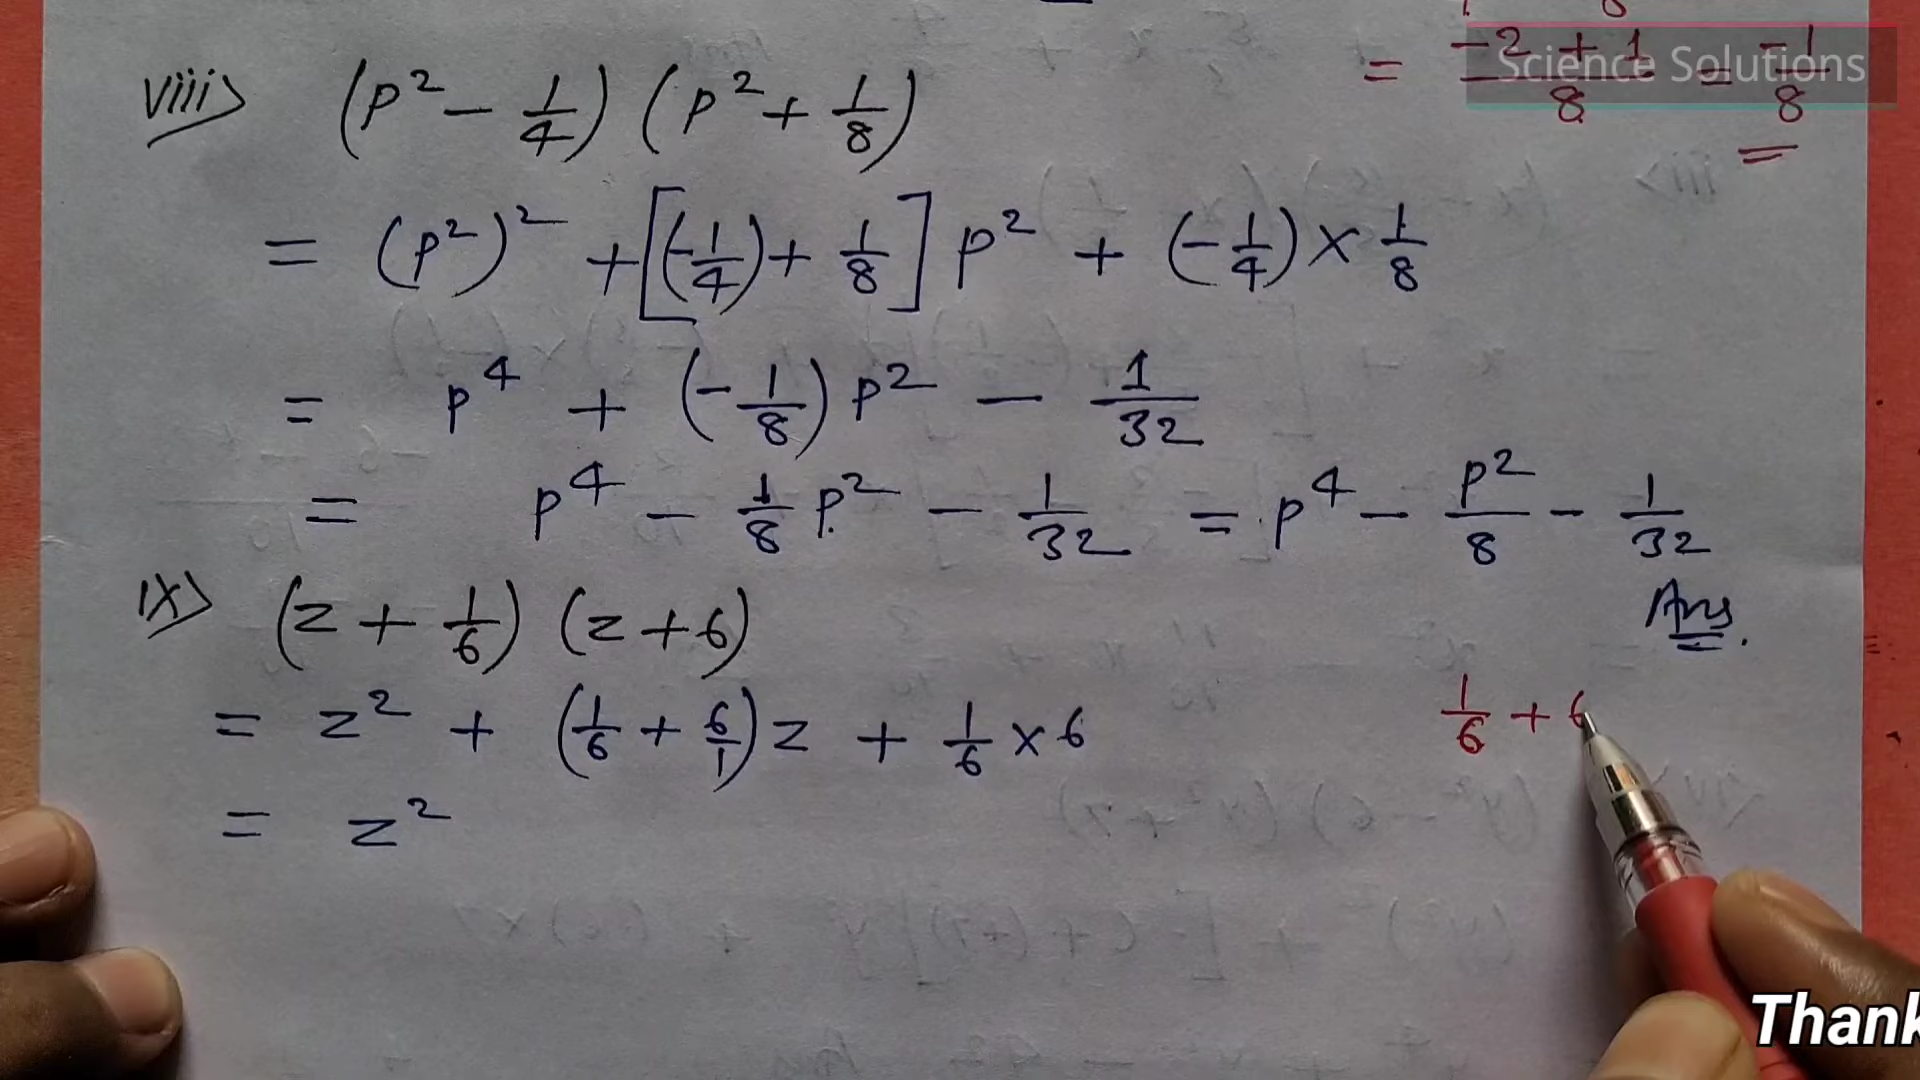 = -2 + 1/8 = -1/8
Science Solutions
viii> (p² - 1/4) (p² + 1/8)
= (p²)² + [(-1/4) + 1/8] p² + (-1/4) × 1/8
= p⁴ + (-1/8) p² - 1/32
= p⁴ - 1/8 p² - 1/32 = p⁴ - p²/8 - 1/32
Ans.
ix> (z + 1/6) (z + 6)
= z² + (1/6 + 6/1) z + 1/6 × 6
1/6 + 6
= z²
Thank